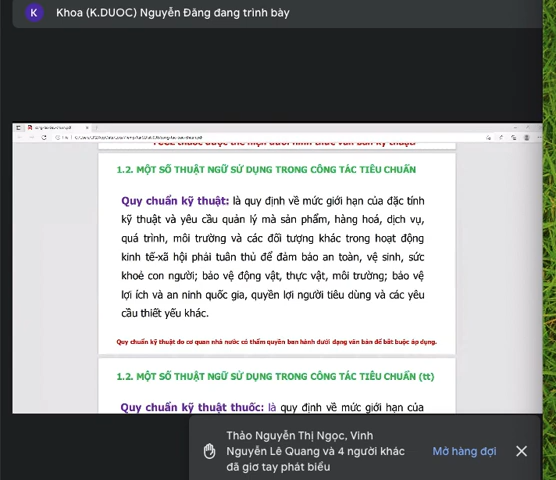 K Khoa (K.DUOC) Nguyễn Đăng đang trình bày
1.2. MỘT SỐ THUẬT NGỮ SỬ DỤNG TRONG CÔNG TÁC TIÊU CHUẨN
Quy chuẩn kỹ thuật: là quy định về mức giới hạn của đặc tính
kỹ thuật và yêu cầu quản lý mà sản phẩm, hàng hoá, dịch vụ,
quá trình, môi trường và các đối tượng khác trong hoạt động
kinh tế-xã hội phải tuân thủ để đảm bảo an toàn, vệ sinh, sức
khoẻ con người; bảo vệ động vật, thực vật, môi trường; bảo vệ
lợi ích và an ninh quốc gia, quyền lợi người tiêu dùng và các yêu
cầu thiết yếu khác.
Quy chuẩn kỹ thuật do cơ quan nhà nước có thẩm quyền ban hành dưới dạng văn bản để bắt buộc áp dụng.
1.2. MỘT SỐ THUẬT NGỮ SỬ DỤNG TRONG CÔNG TÁC TIÊU CHUẨN (tt)
Quy chuẩn kỹ thuật thuốc: là quy định về mức giới hạn của
Thảo Nguyễn Thị Ngọc, Vinh
Nguyễn Lê Quang và 4 người khác
đã giơ tay phát biểu
Mở hàng đợi